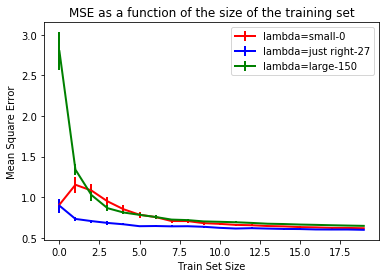 MSE as a function of the size of the training set
lambda=small-0
lambda=just right-27
lambda=large-150
Mean Square Error
3.0
2.5
2.0
1.5
1.0
0.5
0.0 2.5 5.0 7.5 10.0 12.5 15.0 17.5
Train Set Size